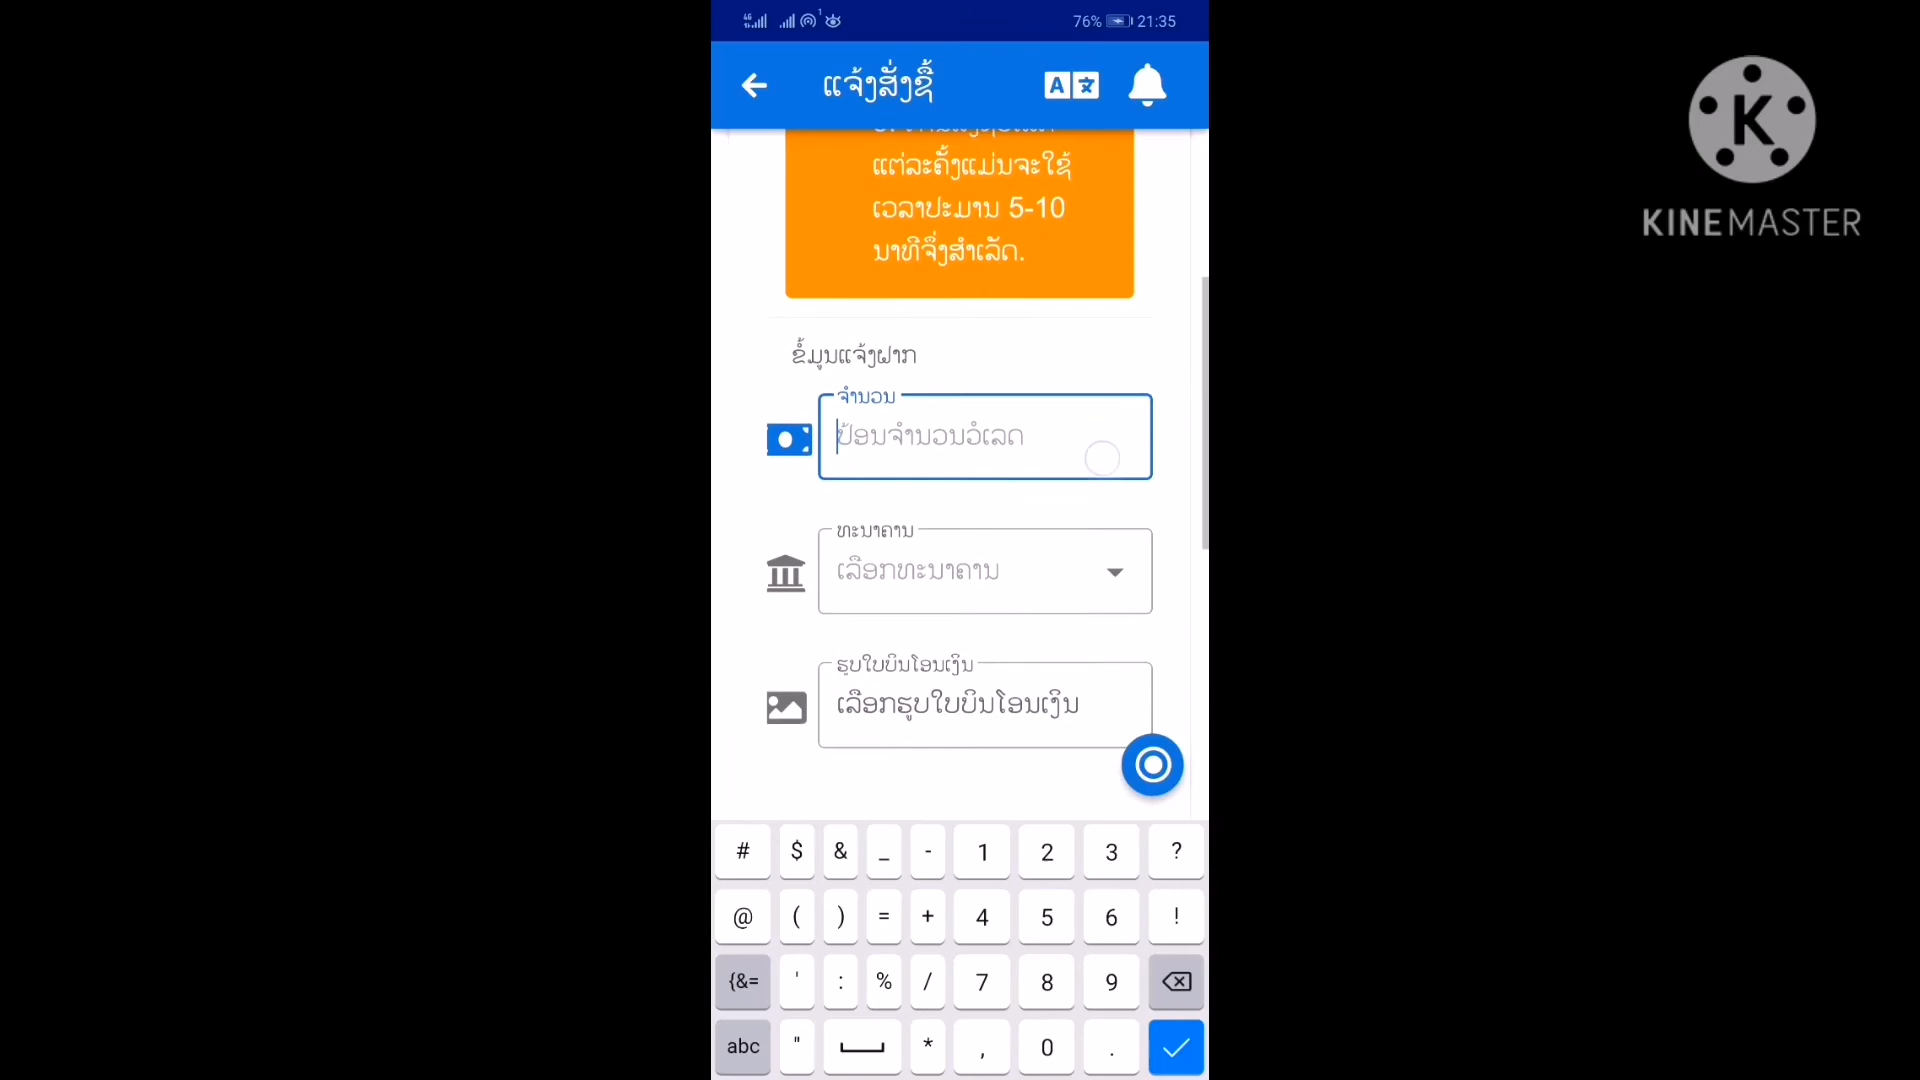 4G
1
76%
21:35
ແຈ້ງສັ່ງຊື້
A
ແຕ່ລະຄັ້ງແມ່ນຈະໃຊ້
ເວລາປະມານ 5-10
ນາທີຈຶ່ງສຳເລັດ.
ຂໍ້ມູນແຈ້ງຝາກ
ຈຳນວນ
ປ້ອນຈຳນວນວໍເລດ
ທະນາຄານ
ເລືອກທະນາຄານ
ຮູບໃບບິນໂອນເງິນ
ເລືອກຮູບໃບບິນໂອນເງິນ
# $ & _ - 1 2 3 ?
@ ( ) = + 4 5 6 !
{&= ' : % / 7 8 9
abc " * , 0 .
K
KINEMASTER